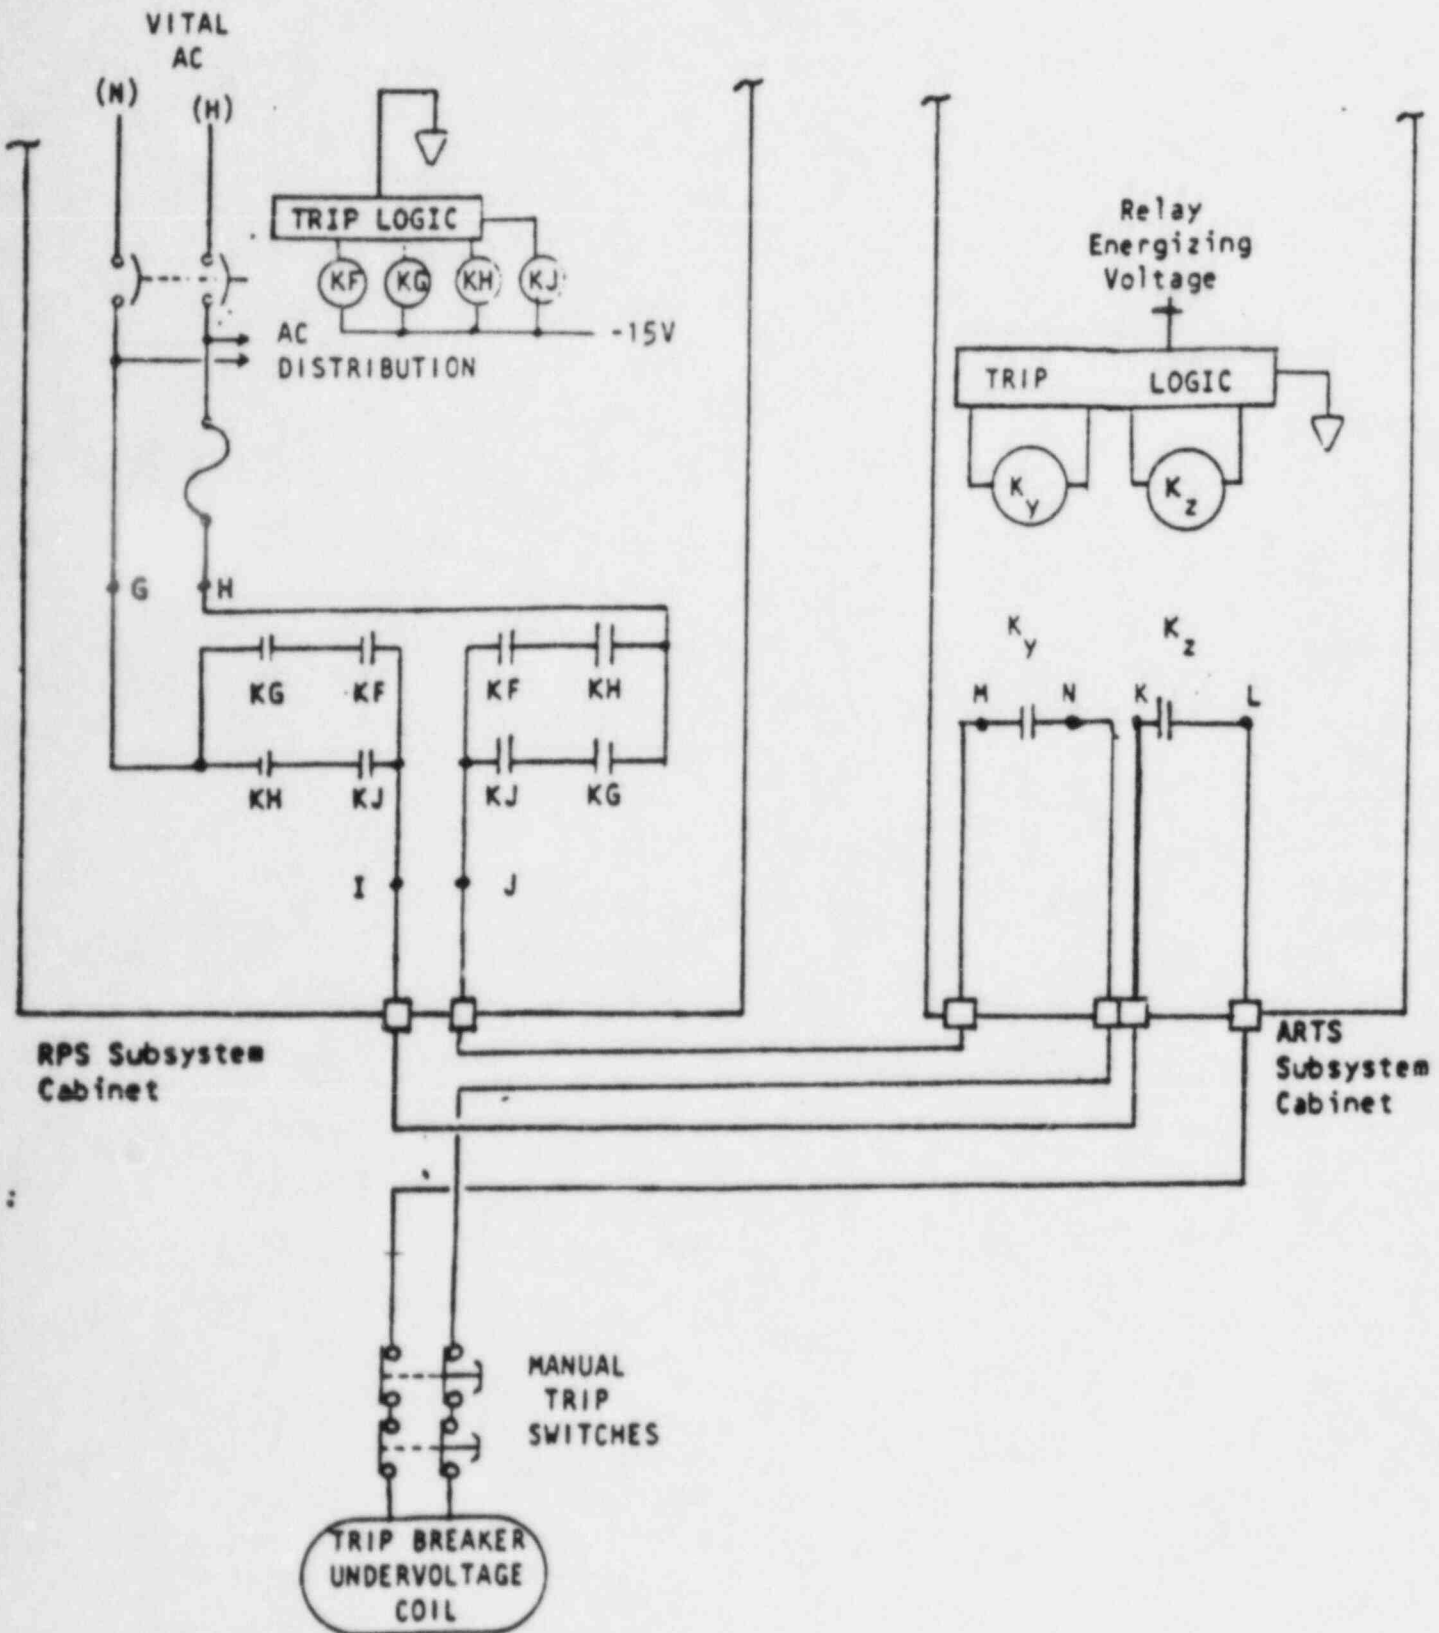 VITAL
AC
(N)
(H)
TRIP LOGIC
KF KG KH KJ
-15V
AC
DISTRIBUTION
G H
KG KF KF KH
KH KJ KJ KG
I J
RPS Subsystem
Cabinet
Relay
Energizing
Voltage
TRIP LOGIC
Ky Kz
Ky Kz
M N K L
ARTS
Subsystem
Cabinet
MANUAL
TRIP
SWITCHES
TRIP BREAKER
UNDERVOLTAGE
COIL